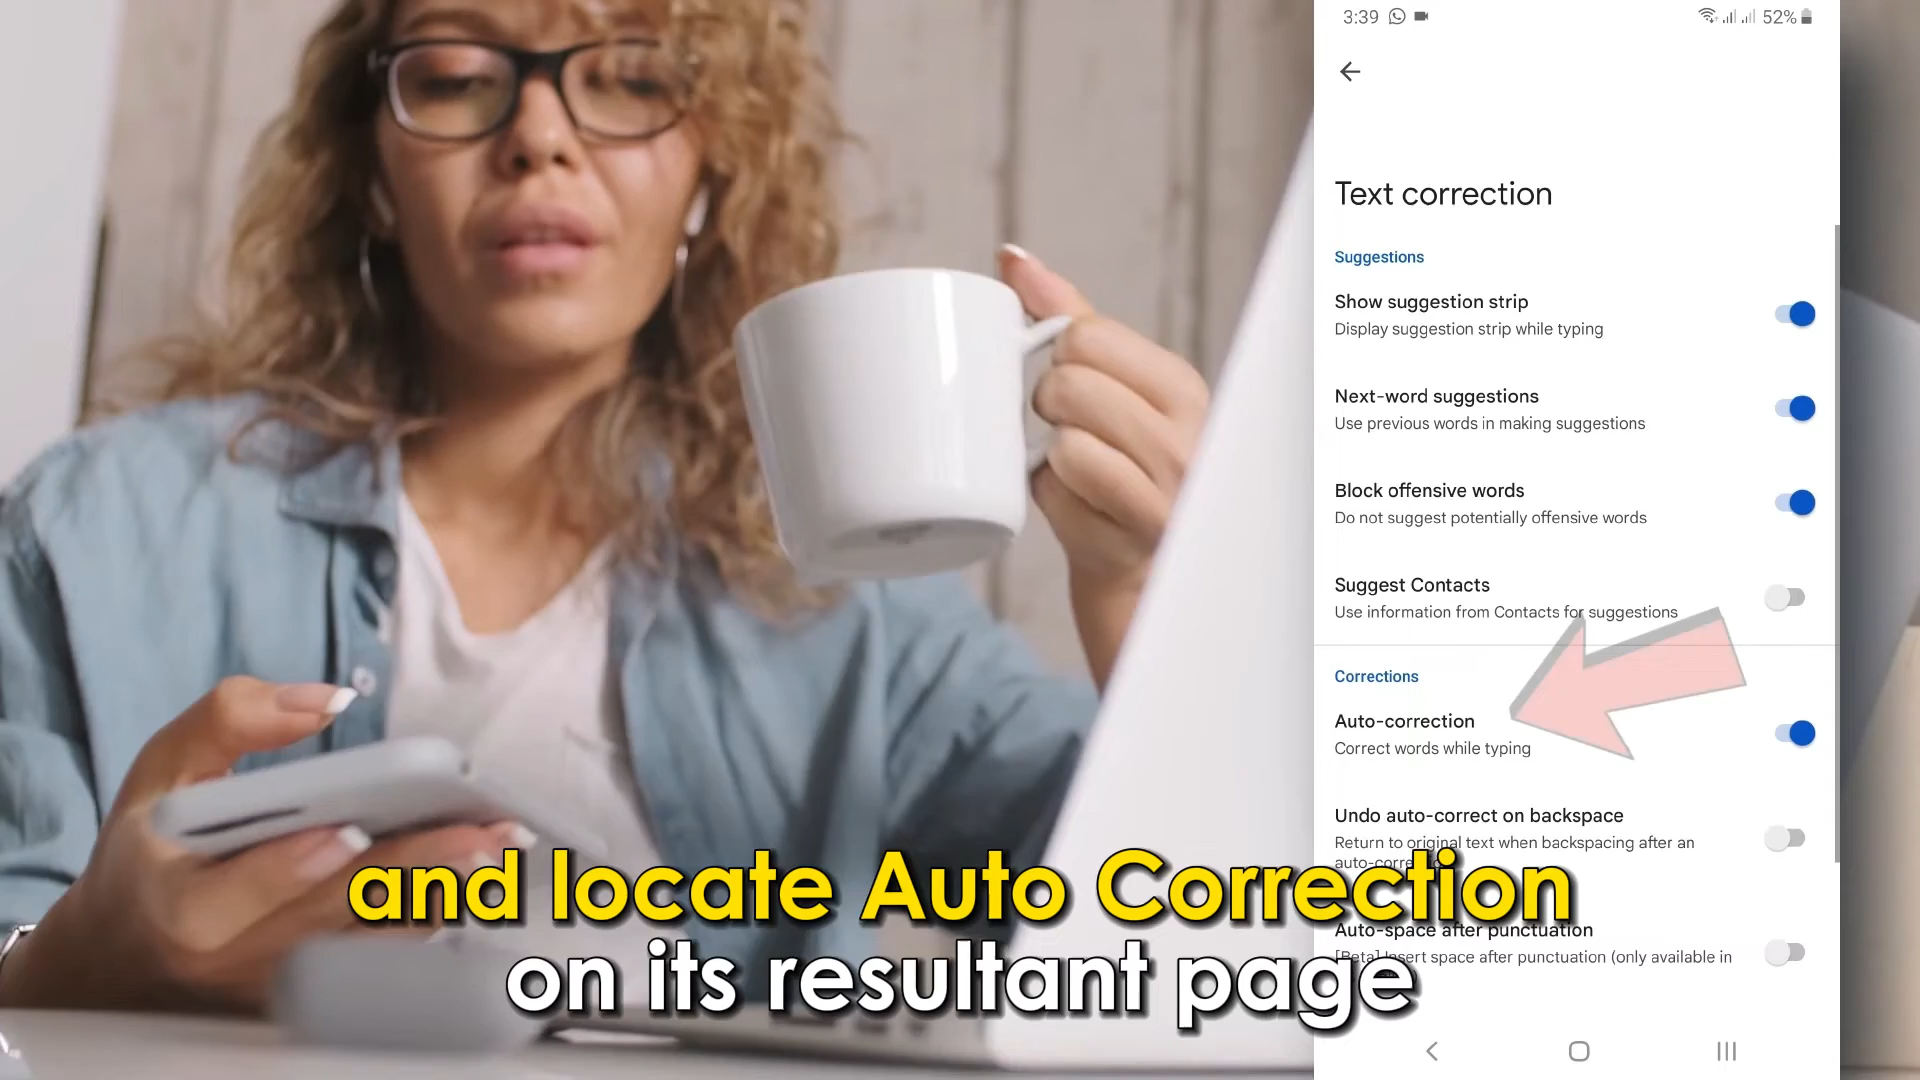 3:39
52%
Text correction
Suggestions
Show suggestion strip
Display suggestion strip while typing
Next-word suggestions
Use previous words in making suggestions
Block offensive words
Do not suggest potentially offensive words
Suggest Contacts
Use information from Contacts for suggestions
Corrections
Auto-correction
Correct words while typing
Undo auto-correct on backspace
Return to original text when backspacing after an
and locate Auto Correction
Auto-space after punctuation
[Beta] Insert space after punctuation (only available in
on its resultant page